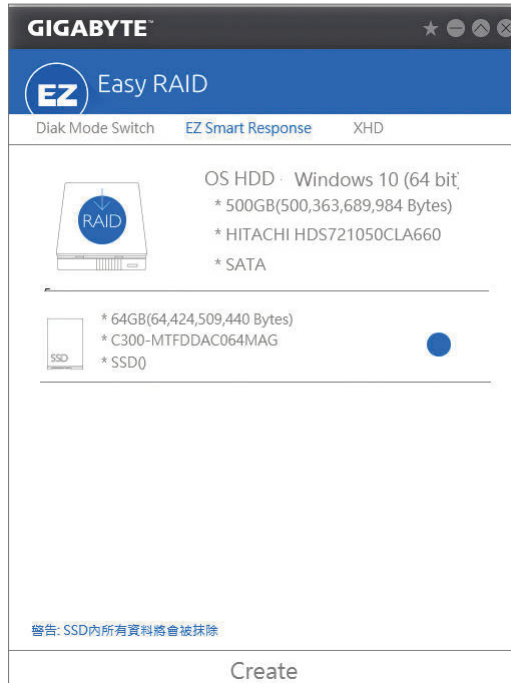 GIGABYTE™
EZ Easy RAID
Diak Mode Switch EZ Smart Response XHD
RAID
OS HDD - Windows 10 (64 bit)
* 500GB(500,363,689,984 Bytes)
* HITACHI HDS721050CLA660
* SATA
SSD
* 64GB(64,424,509,440 Bytes)
* C300-MTFDDAC064MAG
* SSD()
警告: SSD內所有資料將會被抹除
Create